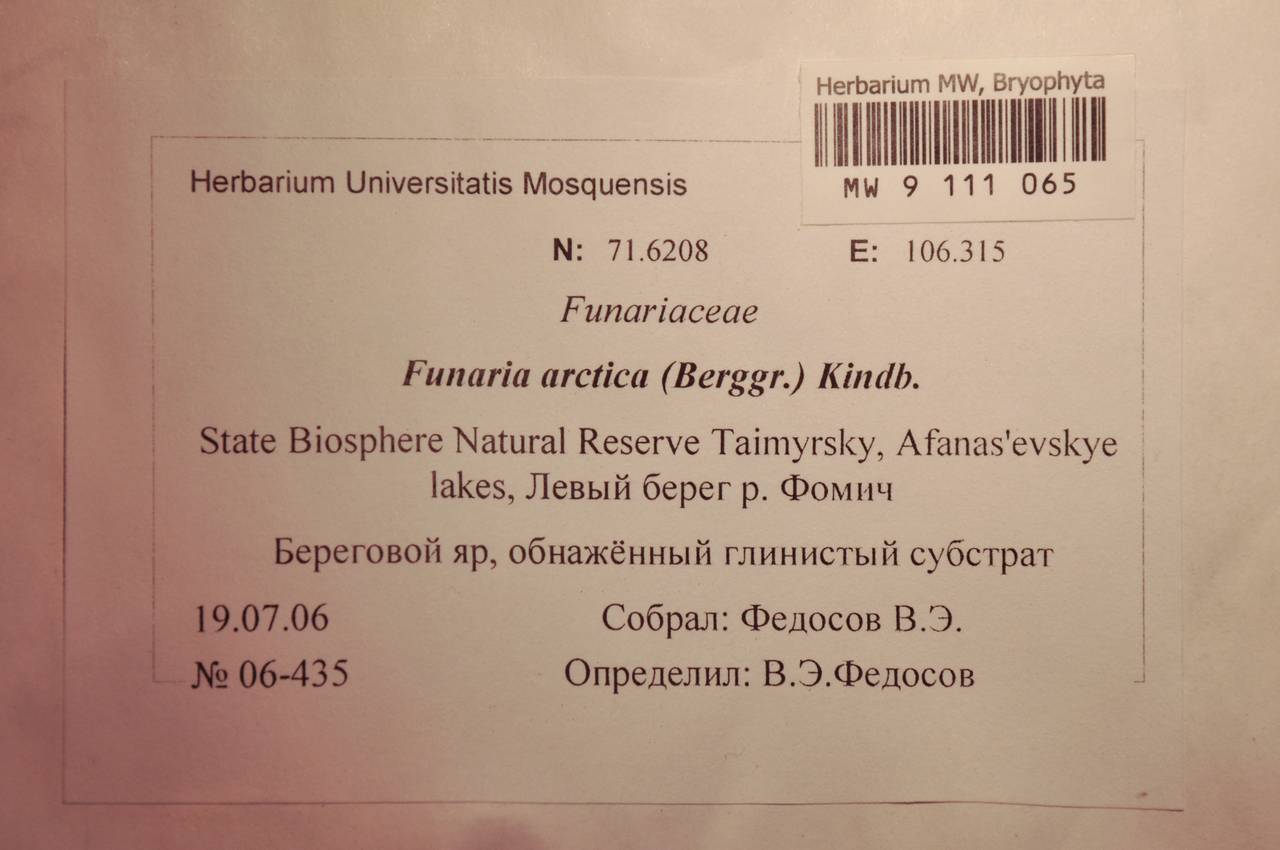 Herbarium MW, Bryophyta
MW 9 111 065
Herbarium Universitatis Mosquensis
N: 71.6208 E: 106.315
Funariaceae
Funaria arctica (Berggr.) Kindb.
State Biosphere Natural Reserve Taimyrsky, Afanas'evskye
lakes, Левый берег р. Фомич
Береговой яр, обнажённый глинистый субстрат
19.07.06 Собрал: Федосов В.Э.
№ 06-435 Определил: В.Э.Федосов